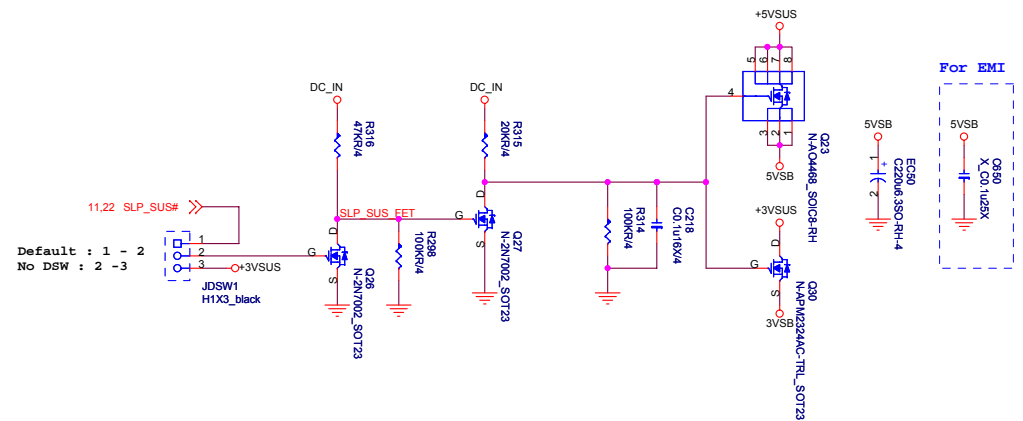 +5VSUS
5
6
7
8
4
3
2
1
Q23
N-AO4468_SOIC8-RH
5VSB
For EMI
5VSB
1
+
2
EC50
C220u6.3SO-RH-4
5VSB
C650
X_C0.1u25X
DC_IN
R316
47KR/4
DC_IN
R315
20KR/4
11,22 SLP_SUS#
SLP_SUS_FET
Default : 1 - 2
No DSW : 2 -3
1
2
3
+3VSUS
JDSW1
H1X3_black
D
G
S
Q26
N-2N7002_SOT23
R298
100KR/4
D
G
S
Q27
N-2N7002_SOT23
R314
100KR/4
C218
C0.1u16X/4
+3VSUS
D
G
S
Q30
N-APM2324AC-TRL_SOT23
3VSB